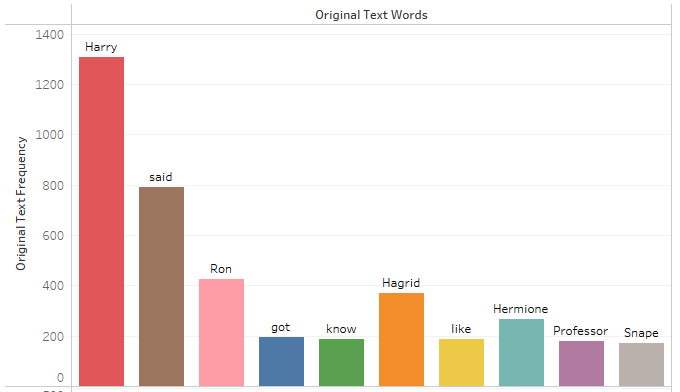 Original Text Words
Original Text Frequency
1400
1200
1000
800
600
400
200
0
Harry
said
Ron
got
know
Hagrid
like
Hermione
Professor
Snape